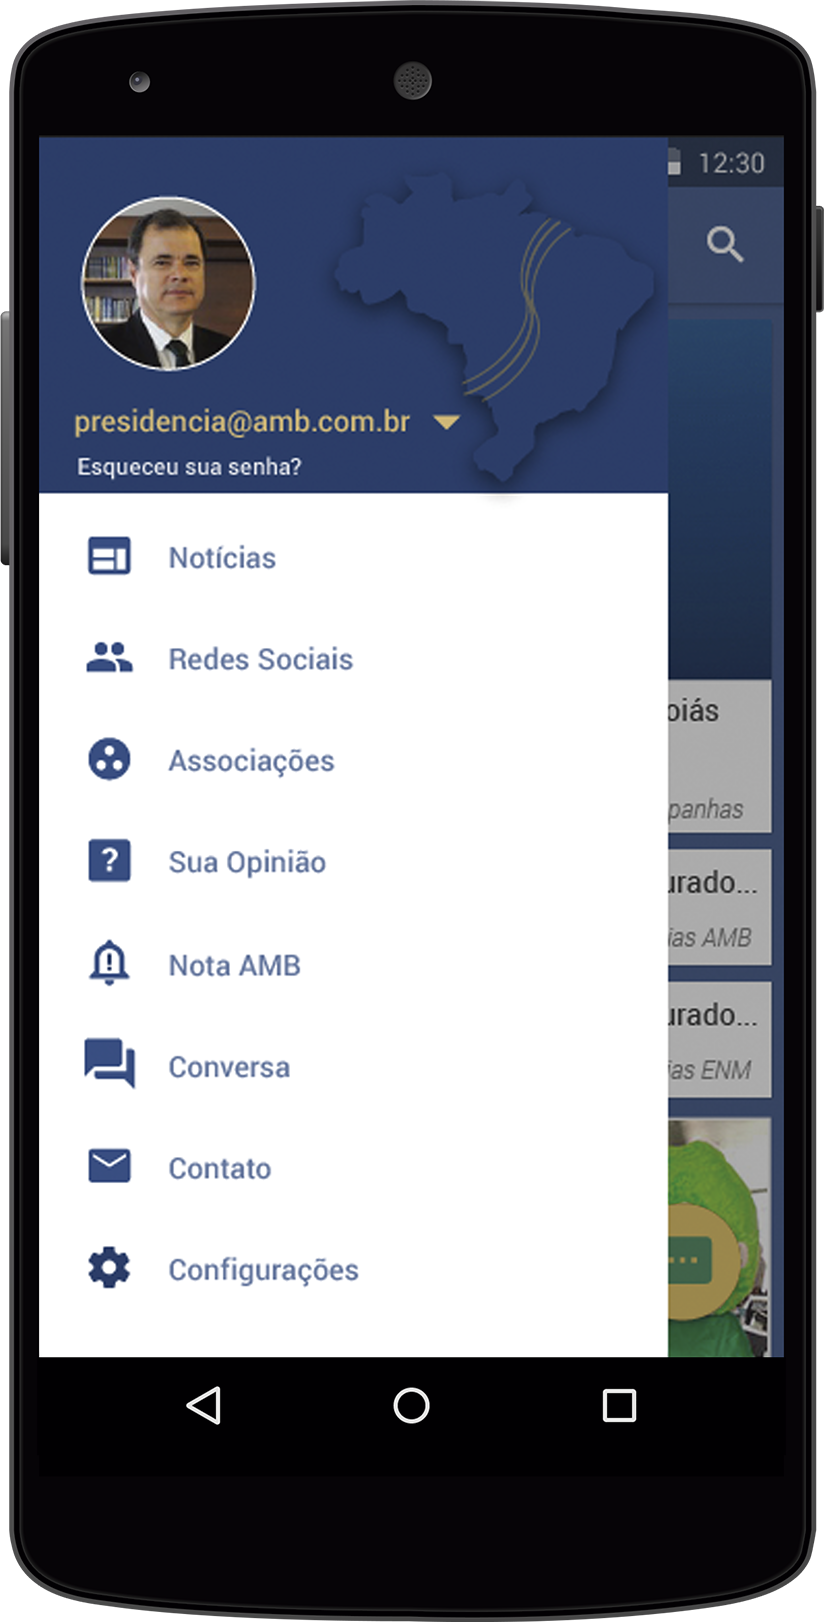 12:30
presidencia@amb.com.br
Esqueceu sua senha?
Notícias
Redes Sociais
Associações
Sua Opinião
Nota AMB
Conversa
Contato
Configurações
oiás
panhas
urado...
ias AMB
urado...
ias ENM